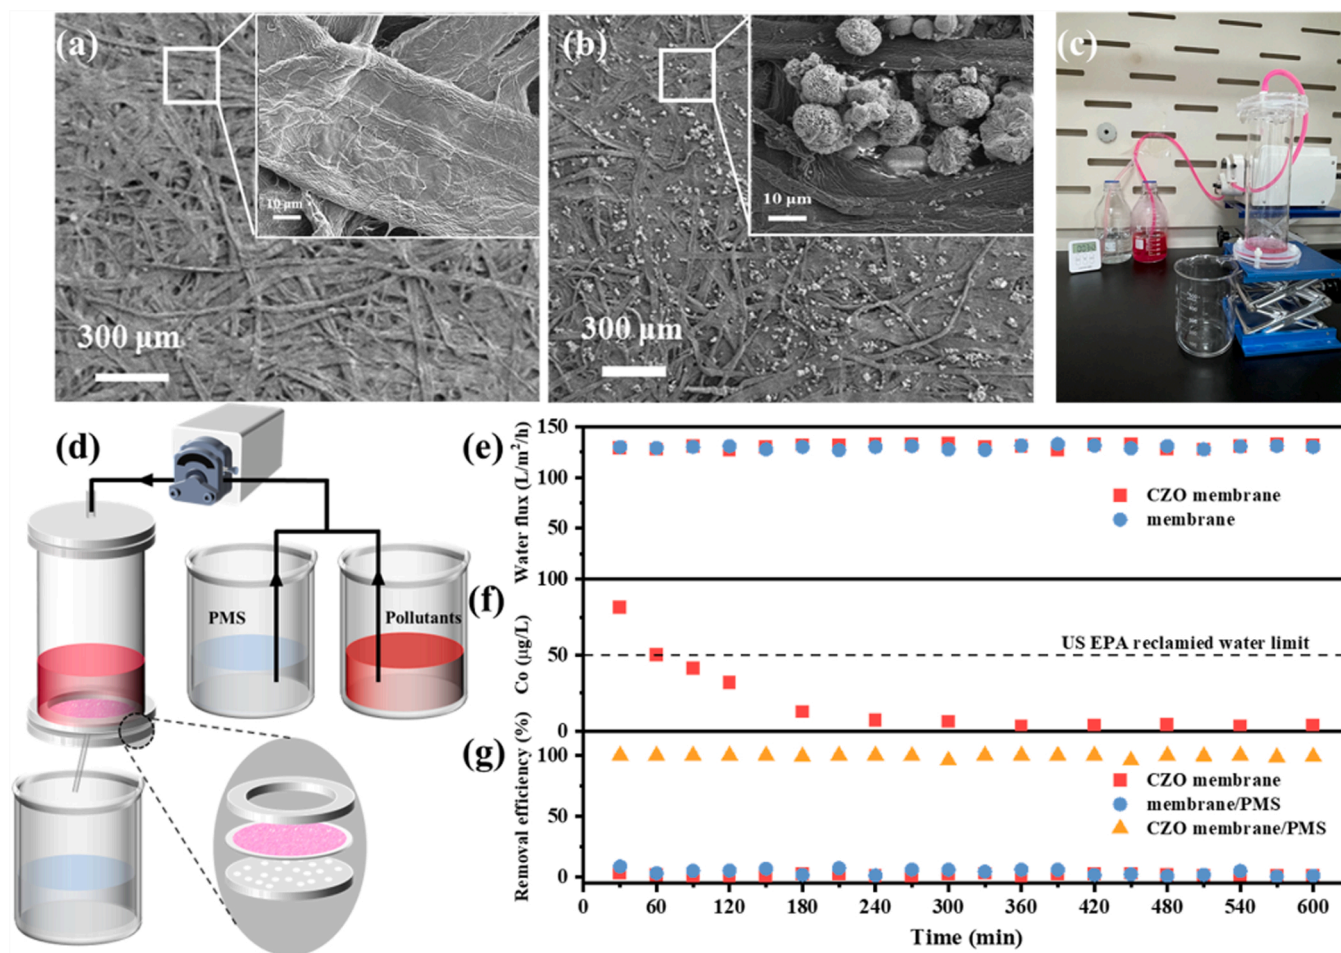 (a)
10 µm
300 µm
(b)
10 µm
300 µm
(c)
(d)
PMS
Pollutants
(e)
Water flux (L/m²/h)
150
100
50
0
CZO membrane
membrane
(f)
Co (µg/L)
100
50
0
US EPA reclamied water limit
(g)
Removal efficiency (%)
100
50
0
CZO membrane
membrane/PMS
CZO membrane/PMS
0 60 120 180 240 300 360 420 480 540 600
Time (min)